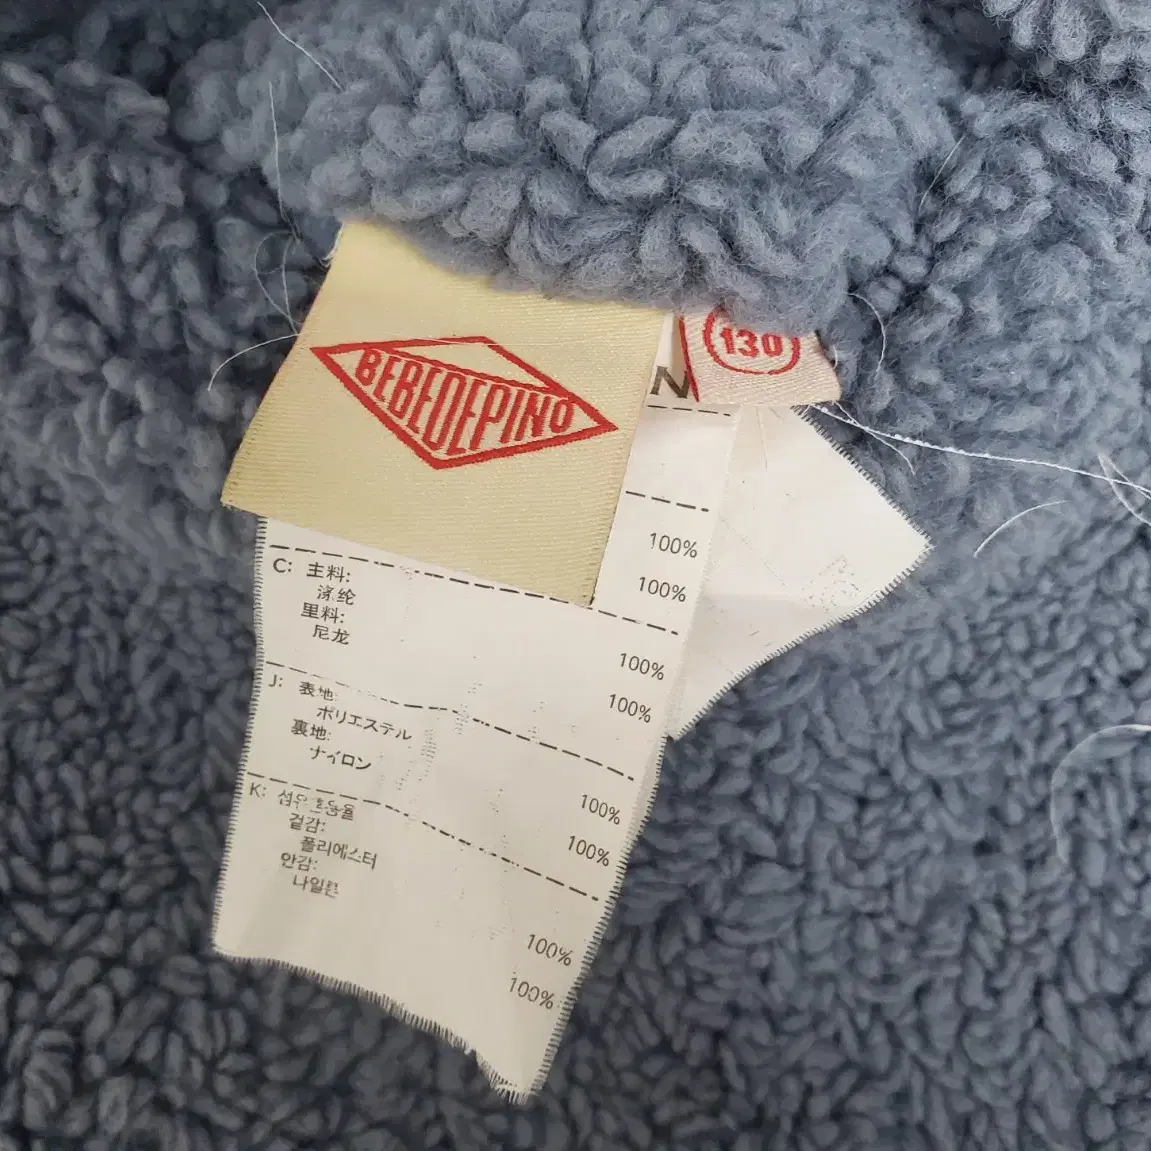 BEBEDEPINO
130
N
100%
100%
C: 主料:
涤纶 100%
里料:
尼龙 100%
J: 表地:
ポリエステル 100%
裏地:
ナイロン 100%
K: 섬유 혼용율
겉감:
폴리에스터 100%
안감:
나일론 100%